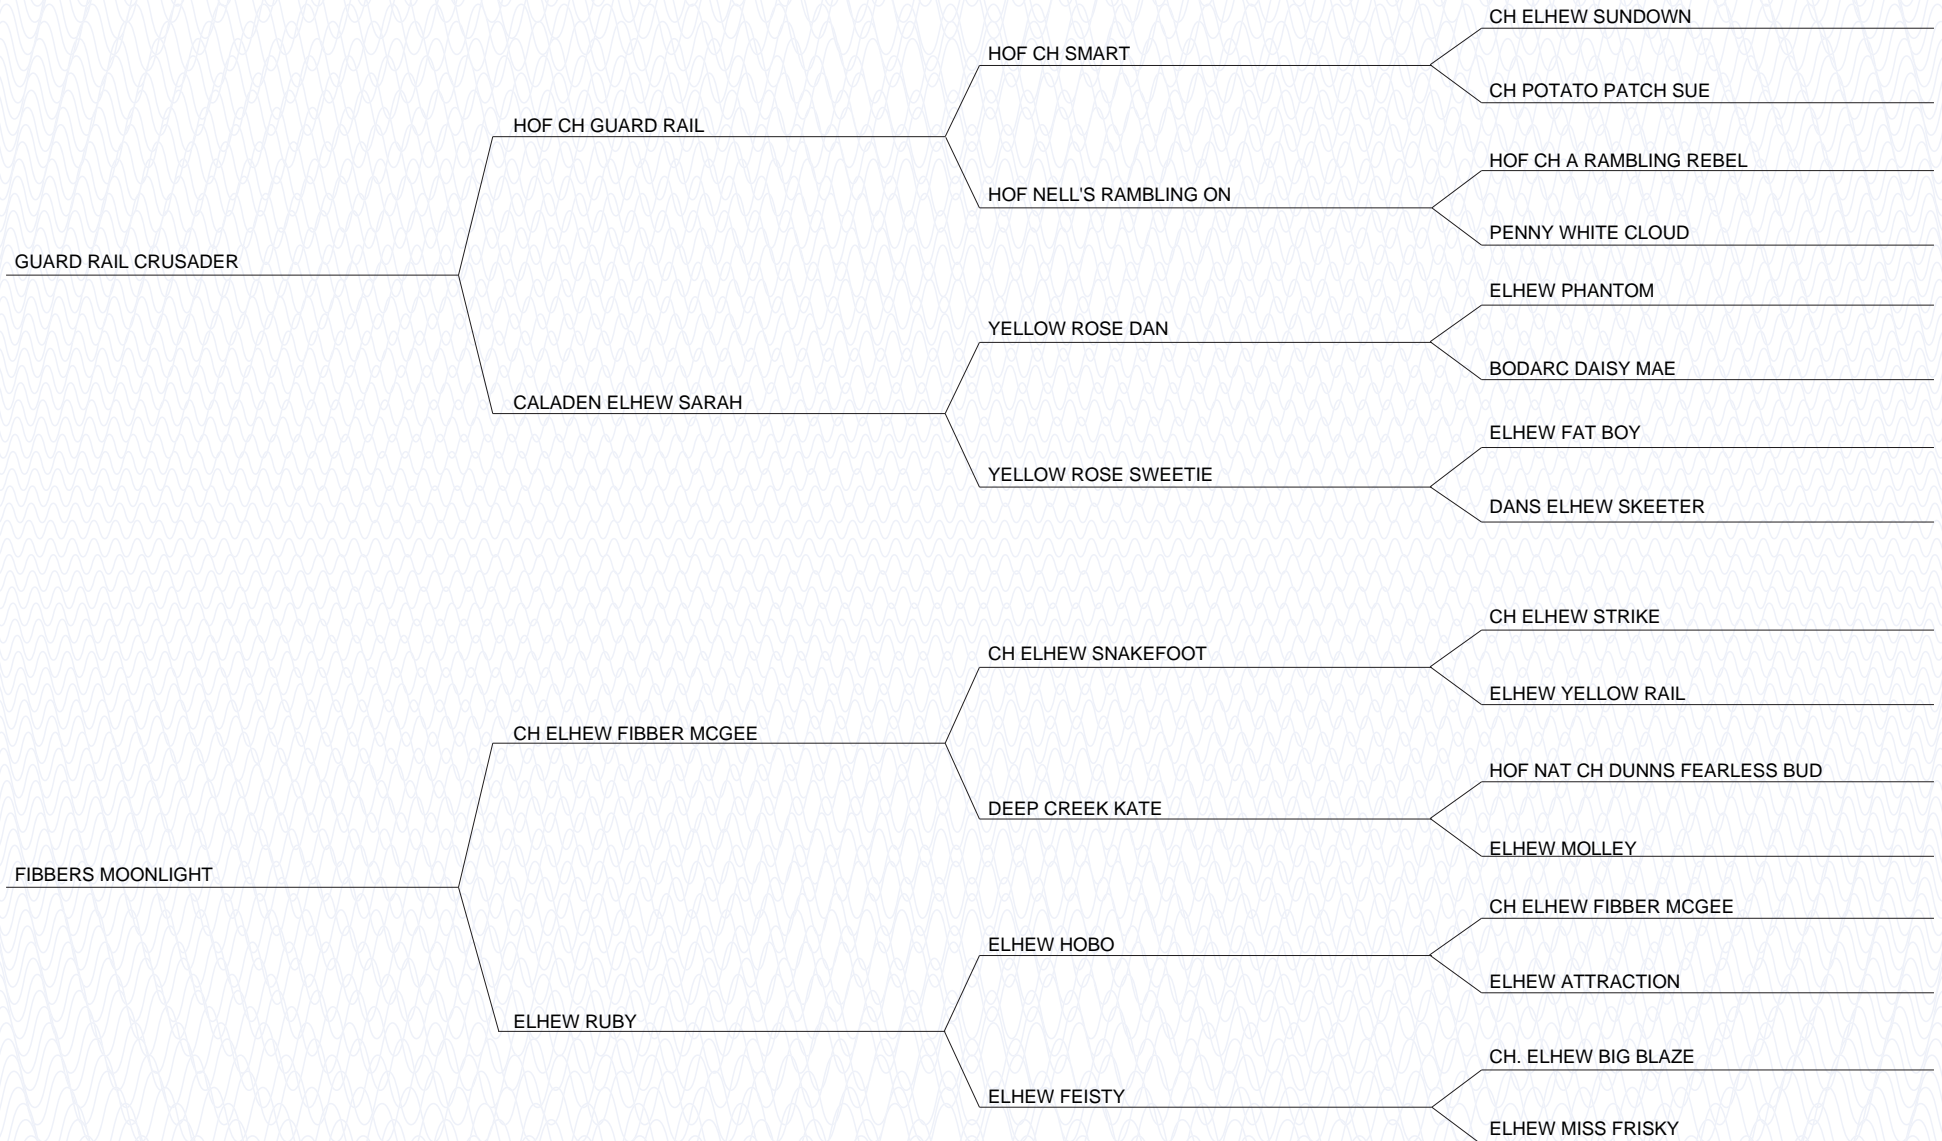 CH ELHEW SUNDOWN
HOF CH SMART
CH POTATO PATCH SUE
HOF CH GUARD RAIL
HOF CH A RAMBLING REBEL
HOF NELL'S RAMBLING ON
PENNY WHITE CLOUD
GUARD RAIL CRUSADER
ELHEW PHANTOM
YELLOW ROSE DAN
BODARC DAISY MAE
CALADEN ELHEW SARAH
ELHEW FAT BOY
YELLOW ROSE SWEETIE
DANS ELHEW SKEETER
CH ELHEW STRIKE
CH ELHEW SNAKEFOOT
ELHEW YELLOW RAIL
CH ELHEW FIBBER MCGEE
HOF NAT CH DUNNS FEARLESS BUD
DEEP CREEK KATE
ELHEW MOLLEY
FIBBERS MOONLIGHT
CH ELHEW FIBBER MCGEE
ELHEW HOBO
ELHEW ATTRACTION
ELHEW RUBY
CH. ELHEW BIG BLAZE
ELHEW FEISTY
ELHEW MISS FRISKY